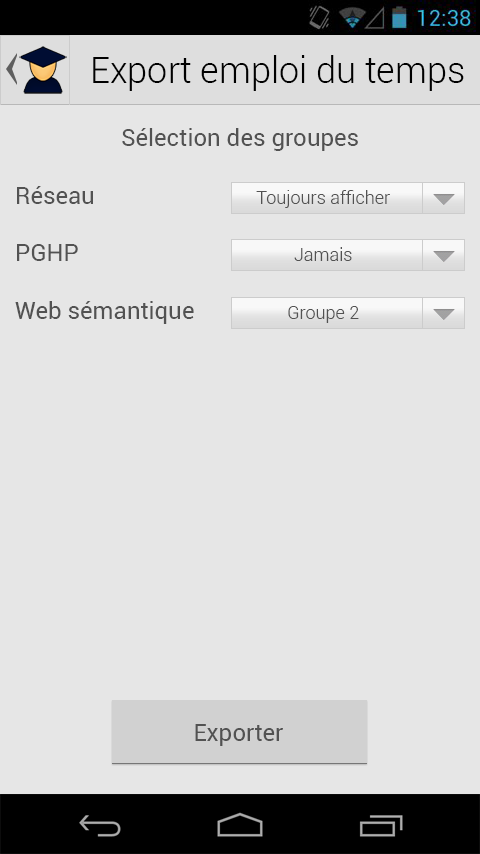 12:38
Export emploi du temps
Sélection des groupes
Réseau Toujours afficher
PGHP Jamais
Web sémantique Groupe 2
Exporter